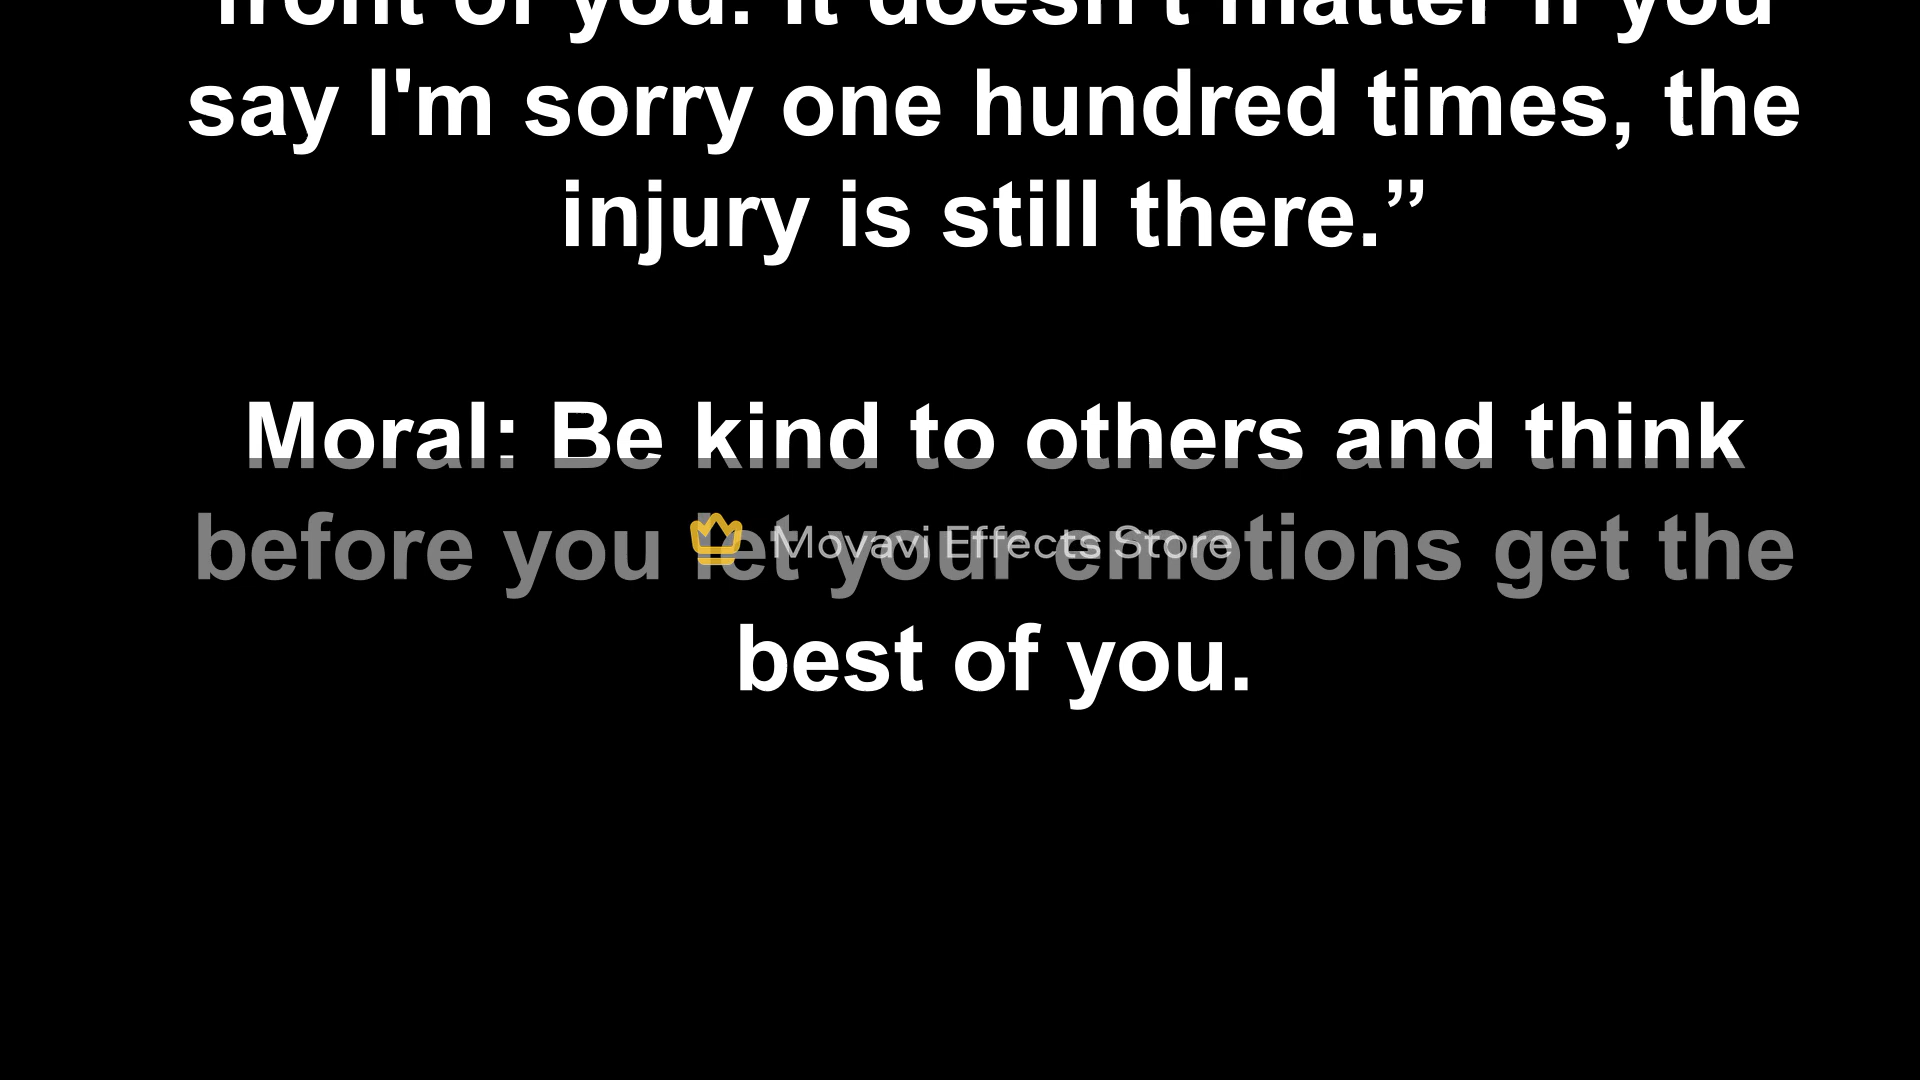 front of you. It doesn't matter if you
say I'm sorry one hundred times, the
injury is still there.”
Moral: Be kind to others and think
before you let your emotions get the
Movavi Effects Store
best of you.